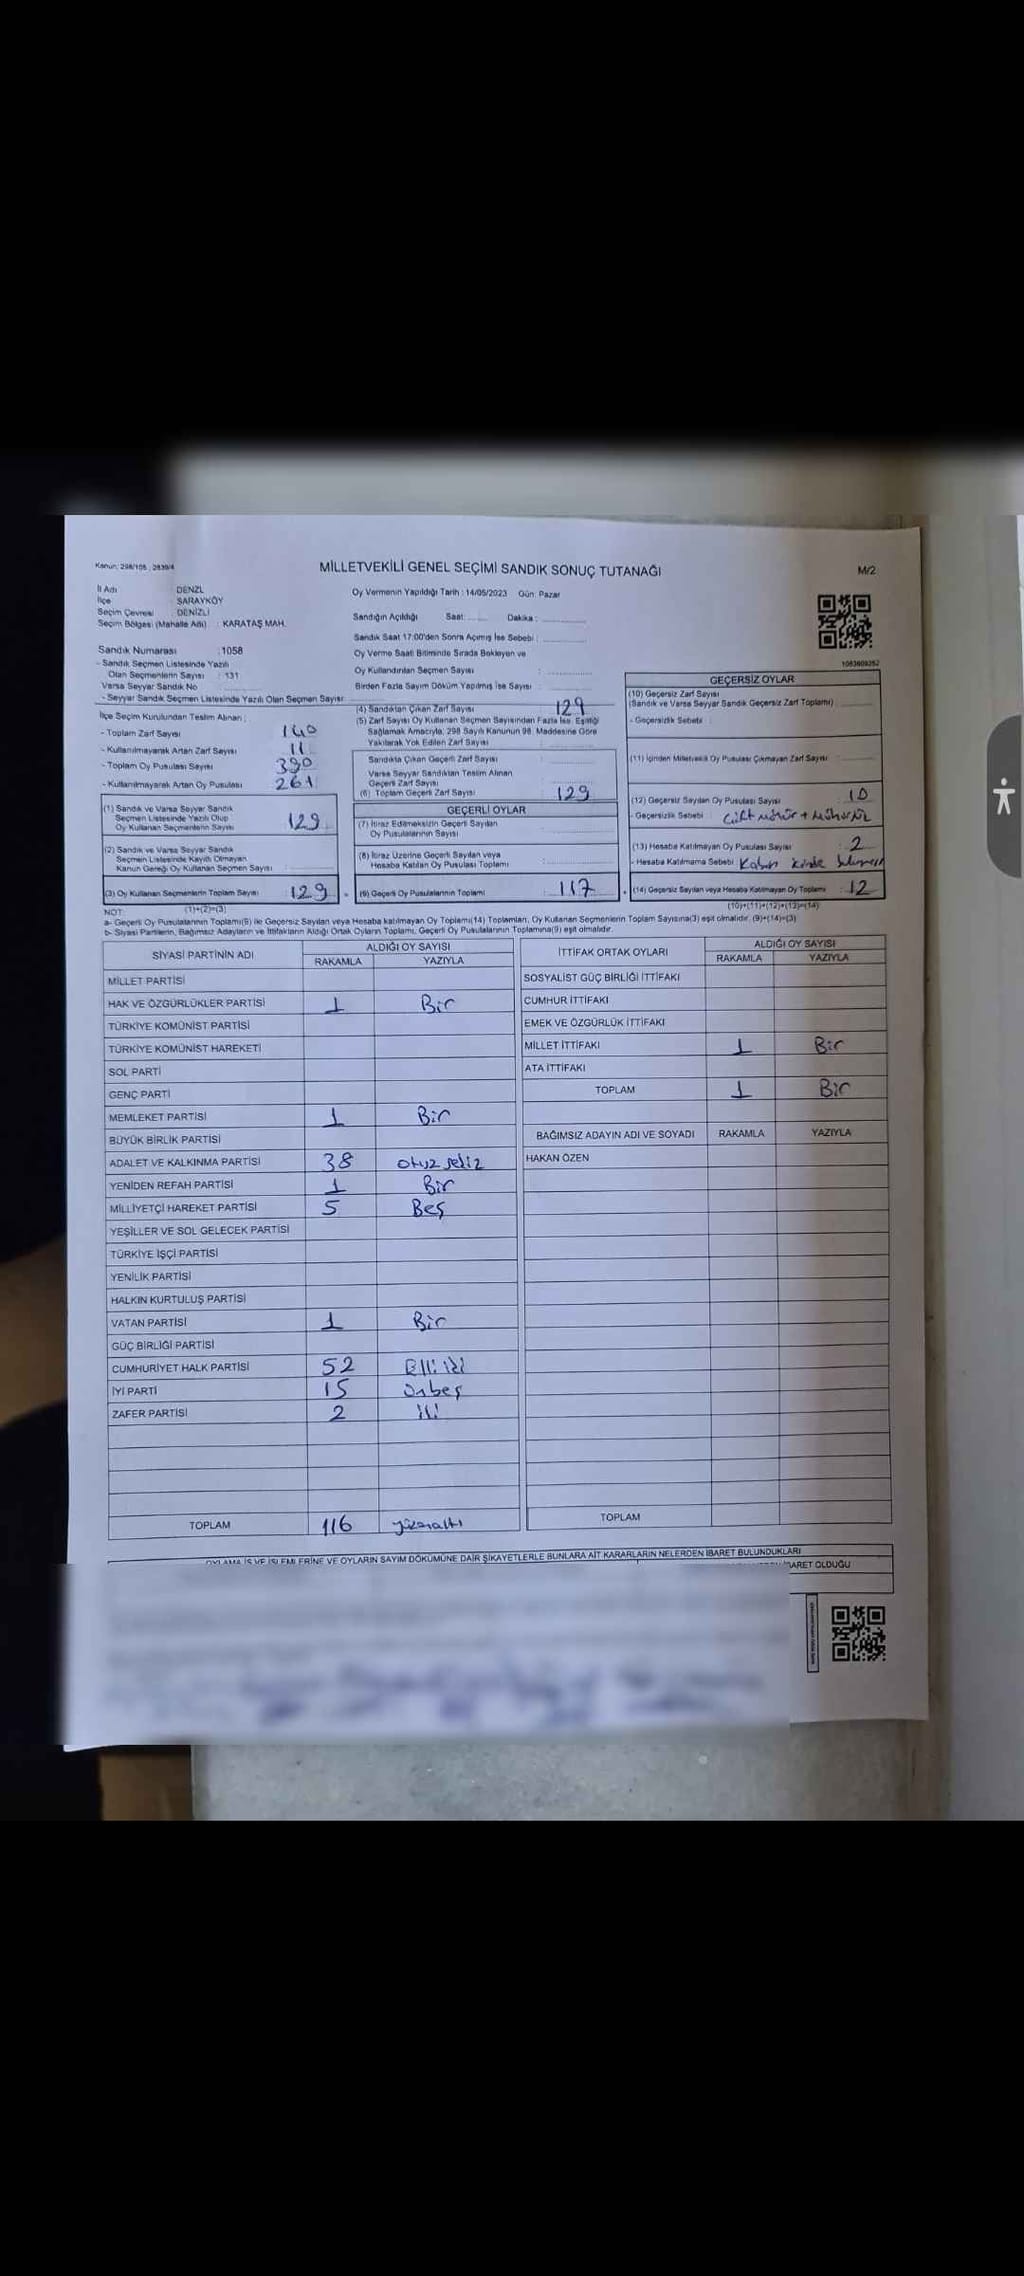 Kanun: 298/105 , 2839/4
MİLLETVEKİLİ GENEL SEÇİMİ SANDIK SONUÇ TUTANAĞI
M/2
İl Adı : DENİZLİ
İlçe : SARAYKÖY
Seçim Çevresi : DENİZLİ
Seçim Bölgesi (Mahalle Adı) : KARATAŞ MAH.
Sandık Numarası : 1058
- Sandık Seçmen Listesinde Yazılı
Olan Seçmenlerin Sayısı : 131
Varsa Seyyar Sandık No
- Seyyar Sandık Seçmen Listesinde Yazılı Olan Seçmen Sayısı:
Oy Vermenin Yapıldığı Tarih : 14/05/2023 Gün: Pazar
Sandığın Açıldığı Saat: Dakika :
Sandık Saat 17:00'den Sonra Açılmış İse Sebebi :
Oy Verme Saati Bitiminde Sırada Bekleyen ve
Oy Kullandırılan Seçmen Sayısı :
Birden Fazla Sayım Döküm Yapılmış İse Sayısı :
1083609262
İlçe Seçim Kurulundan Teslim Alınan ;
- Toplam Zarf Sayısı 140
- Kullanılmayarak Artan Zarf Sayısı 11
- Toplam Oy Pusulası Sayısı 390
- Kullanılmayarak Artan Oy Pusulası 261
(1) Sandık ve Varsa Seyyar Sandık
Seçmen Listesinde Yazılı Olup
Oy Kullanan Seçmenlerin Sayısı : 129
(2) Sandık ve Varsa Seyyar Sandık
Seçmen Listesinde Kayıtlı Olmayan
Kanun Gereği Oy Kullanan Seçmen Sayısı :
(3) Oy Kullanan Seçmenlerin Toplam Sayısı : 129
(1)+(2)=(3)
(4) Sandıktan Çıkan Zarf Sayısı : 129
(5) Zarf Sayısı Oy Kullanan Seçmen Sayısından Fazla İse, Eşitliği
Sağlamak Amacıyla; 298 Sayılı Kanunun 98. Maddesine Göre
Yakılarak Yok Edilen Zarf Sayısı :
Sandıkta Çıkan Geçerli Zarf Sayısı :
Varsa Seyyar Sandıktan Teslim Alınan
Geçerli Zarf Sayısı
(6) Toplam Geçerli Zarf Sayısı : 129
GEÇERLİ OYLAR
(7) İtiraz Edilmeksizin Geçerli Sayılan
Oy Pusulalarının Sayısı
(8) İtiraz Üzerine Geçerli Sayılan veya
Hesaba Katılan Oy Pusulası Toplamı :
(9) Geçerli Oy Pusulalarının Toplamı : 117
GEÇERSİZ OYLAR
(10) Geçersiz Zarf Sayısı
(Sandık ve Varsa Seyyar Sandık Geçersiz Zarf Toplamı) :
- Geçersizlik Sebebi :
(11) İçinden Milletvekili Oy Pusulası Çıkmayan Zarf Sayısı :
(12) Geçersiz Sayılan Oy Pusulası Sayısı : 10
- Geçersizlik Sebebi : Çift mühür + Mühürsüz
(13) Hesaba Katılmayan Oy Pusulası Sayısı : 2
- Hesaba Katılmama Sebebi :
(14) Geçersiz Sayılan veya Hesaba Katılmayan Oy Toplamı : 12
(10)+(11)+(12)+(13)=(14)
NOT:
a- Geçerli Oy Pusulalarının Toplamı(9) ile Geçersiz Sayılan veya Hesaba katılmayan Oy Toplamı(14) Toplamları, Oy Kullanan Seçmenlerin Toplam Sayısına(3) eşit olmalıdır. (9)+(14)=(3)
b- Siyasi Partilerin, Bağımsız Adayların ve İttifakların Aldığı Ortak Oyların Toplamı, Geçerli Oy Pusulalarının Toplamına(9) eşit olmalıdır.
SİYASİ PARTİNİN ADI ALDIĞI OY SAYISI
RAKAMLA YAZIYLA
MİLLET PARTİSİ
HAK VE ÖZGÜRLÜKLER PARTİSİ 1 Bir
TÜRKİYE KOMÜNİST PARTİSİ
TÜRKİYE KOMÜNİST HAREKETİ
SOL PARTİ
GENÇ PARTİ
MEMLEKET PARTİSİ 1 Bir
BÜYÜK BİRLİK PARTİSİ
ADALET VE KALKINMA PARTİSİ 38 otuz sekiz
YENİDEN REFAH PARTİSİ 1 Bir
MİLLİYETÇİ HAREKET PARTİSİ 5 Beş
YEŞİLLER VE SOL GELECEK PARTİSİ
TÜRKİYE İŞÇİ PARTİSİ
YENİLİK PARTİSİ
HALKIN KURTULUŞ PARTİSİ
VATAN PARTİSİ 1 Bir
GÜÇ BİRLİĞİ PARTİSİ
CUMHURİYET HALK PARTİSİ 52 Elli iki
İYİ PARTİ 15 Onbeş
ZAFER PARTİSİ 2 iki
TOPLAM 116 yüzonaltı
İTTİFAK ORTAK OYLARI ALDIĞI OY SAYISI
RAKAMLA YAZIYLA
SOSYALİST GÜÇ BİRLİĞİ İTTİFAKI
CUMHUR İTTİFAKI
EMEK VE ÖZGÜRLÜK İTTİFAKI
MİLLET İTTİFAKI 1 Bir
ATA İTTİFAKI
TOPLAM 1 Bir
BAĞIMSIZ ADAYIN ADI VE SOYADI RAKAMLA YAZIYLA
HAKAN ÖZEN
TOPLAM
OYLAMA İŞ VE İŞLEMLERİNE VE OYLARIN SAYIM DÖKÜMÜNE DAİR ŞİKAYETLERLE BUNLARA AİT KARARLARIN NELERDEN İBARET BULUNDUKLARI
İBARET OLDUĞU